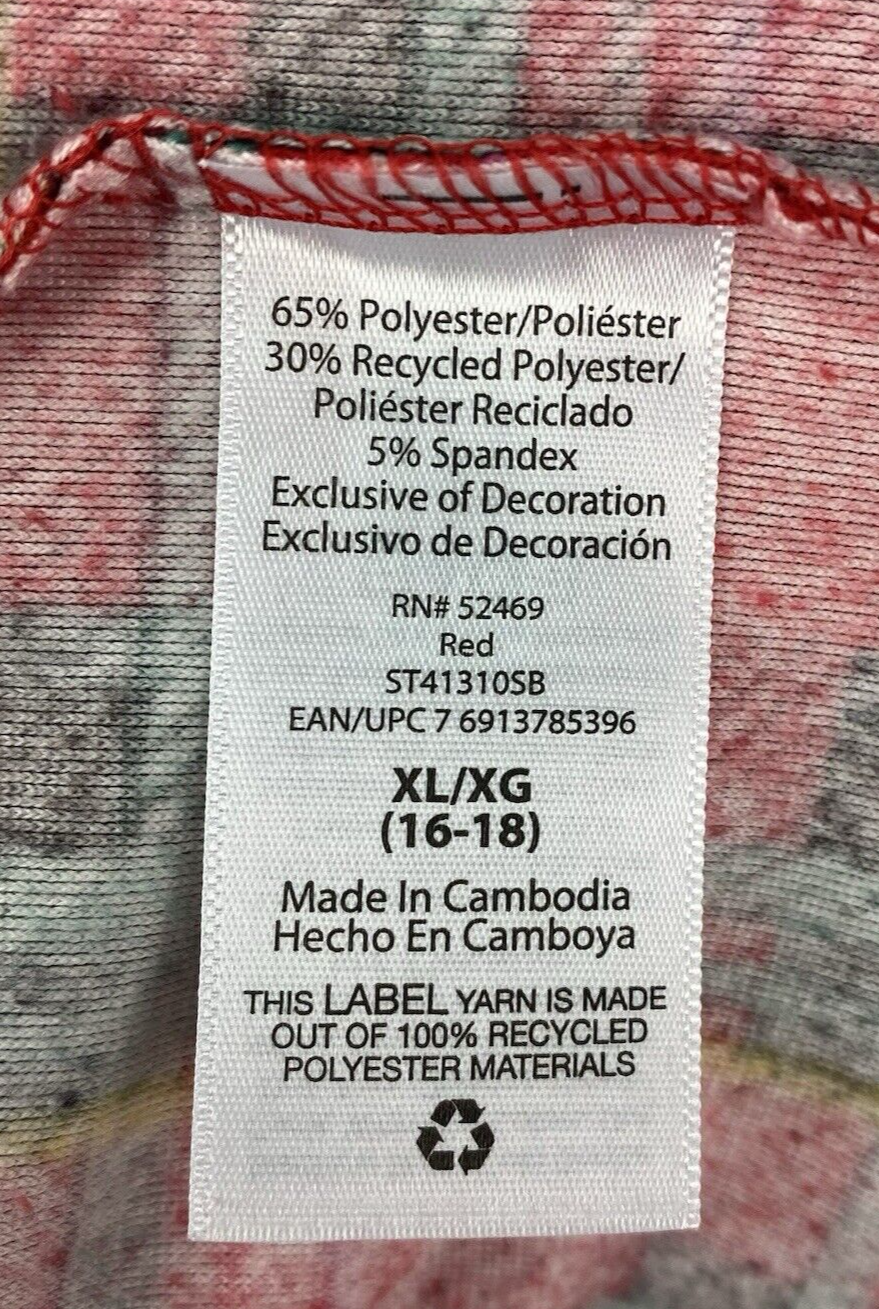 65% Polyester/Poliéster
30% Recycled Polyester/
Poliéster Reciclado
5% Spandex
Exclusive of Decoration
Exclusivo de Decoración
RN# 52469
Red
ST41310SB
EAN/UPC 7 6913785396
XL/XG
(16-18)
Made In Cambodia
Hecho En Camboya
THIS LABEL YARN IS MADE
OUT OF 100% RECYCLED
POLYESTER MATERIALS